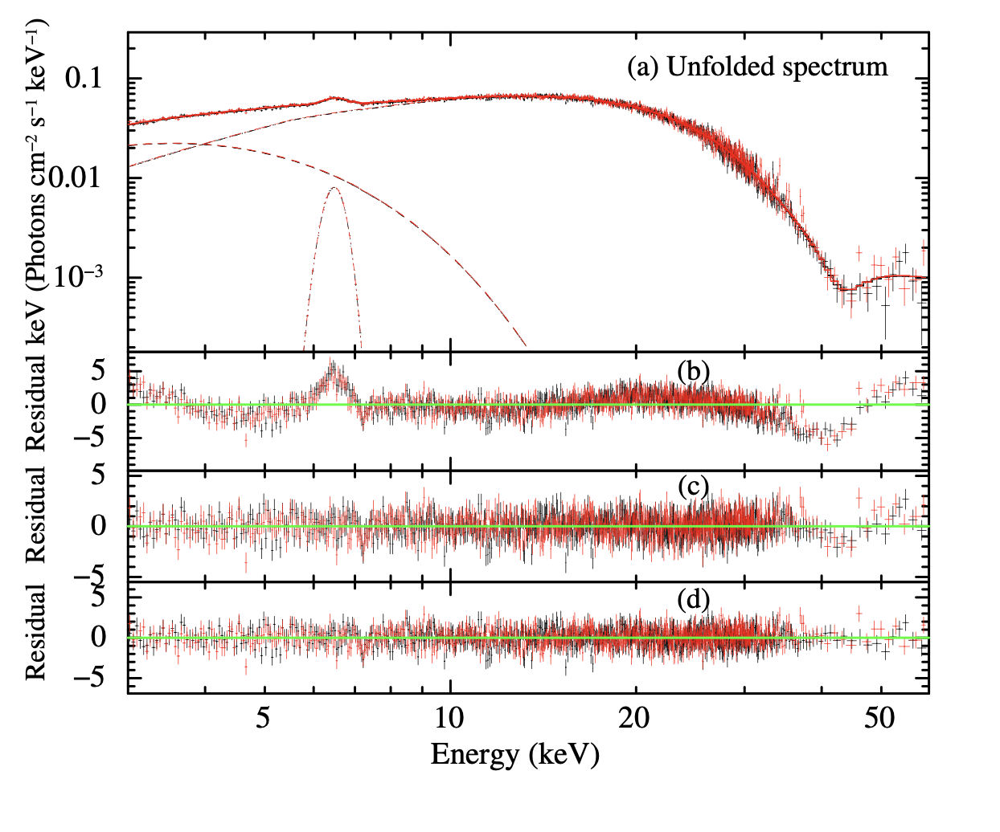 keV (Photons cm−2 s−1 keV−1)
(a) Unfolded spectrum
0.1
0.01
10−3
Residual
5
0
−5
(b)
Residual
5
0
−5
(c)
Residual
5
0
−5
(d)
5 10 20 50
Energy (keV)